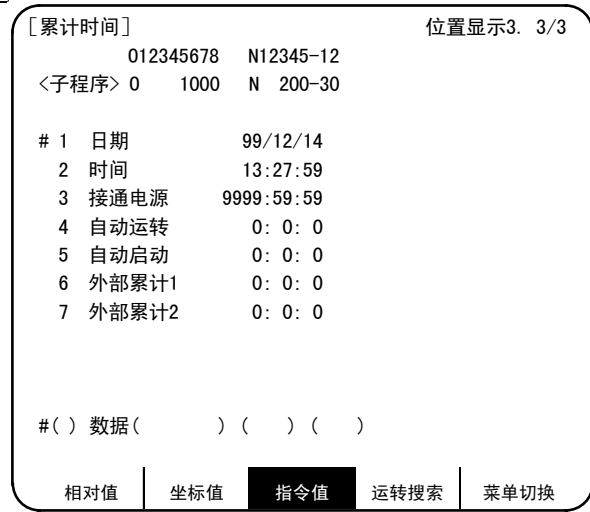 [累计时间] 位置显示3. 3/3
O12345678 N12345-12
<子程序> O 1000 N 200-30
# 1 日期 99/12/14
2 时间 13:27:59
3 接通电源 9999:59:59
4 自动运转 0: 0: 0
5 自动启动 0: 0: 0
6 外部累计1 0: 0: 0
7 外部累计2 0: 0: 0
#( ) 数据( ) ( ) ( )
相对值 坐标值 指令值 运转搜索 菜单切换